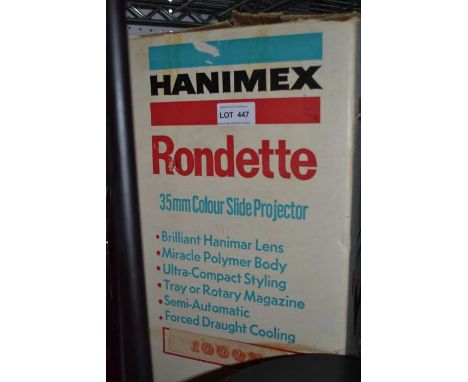 HANIMEX
LOT 447
Rondette
35mm Colour Slide Projector
• Brilliant Hanimar Lens
• Miracle Polymer Body
• Ultra-Compact Styling
• Tray or Rotary Magazine
• Semi-Automatic
• Forced Draught Cooling